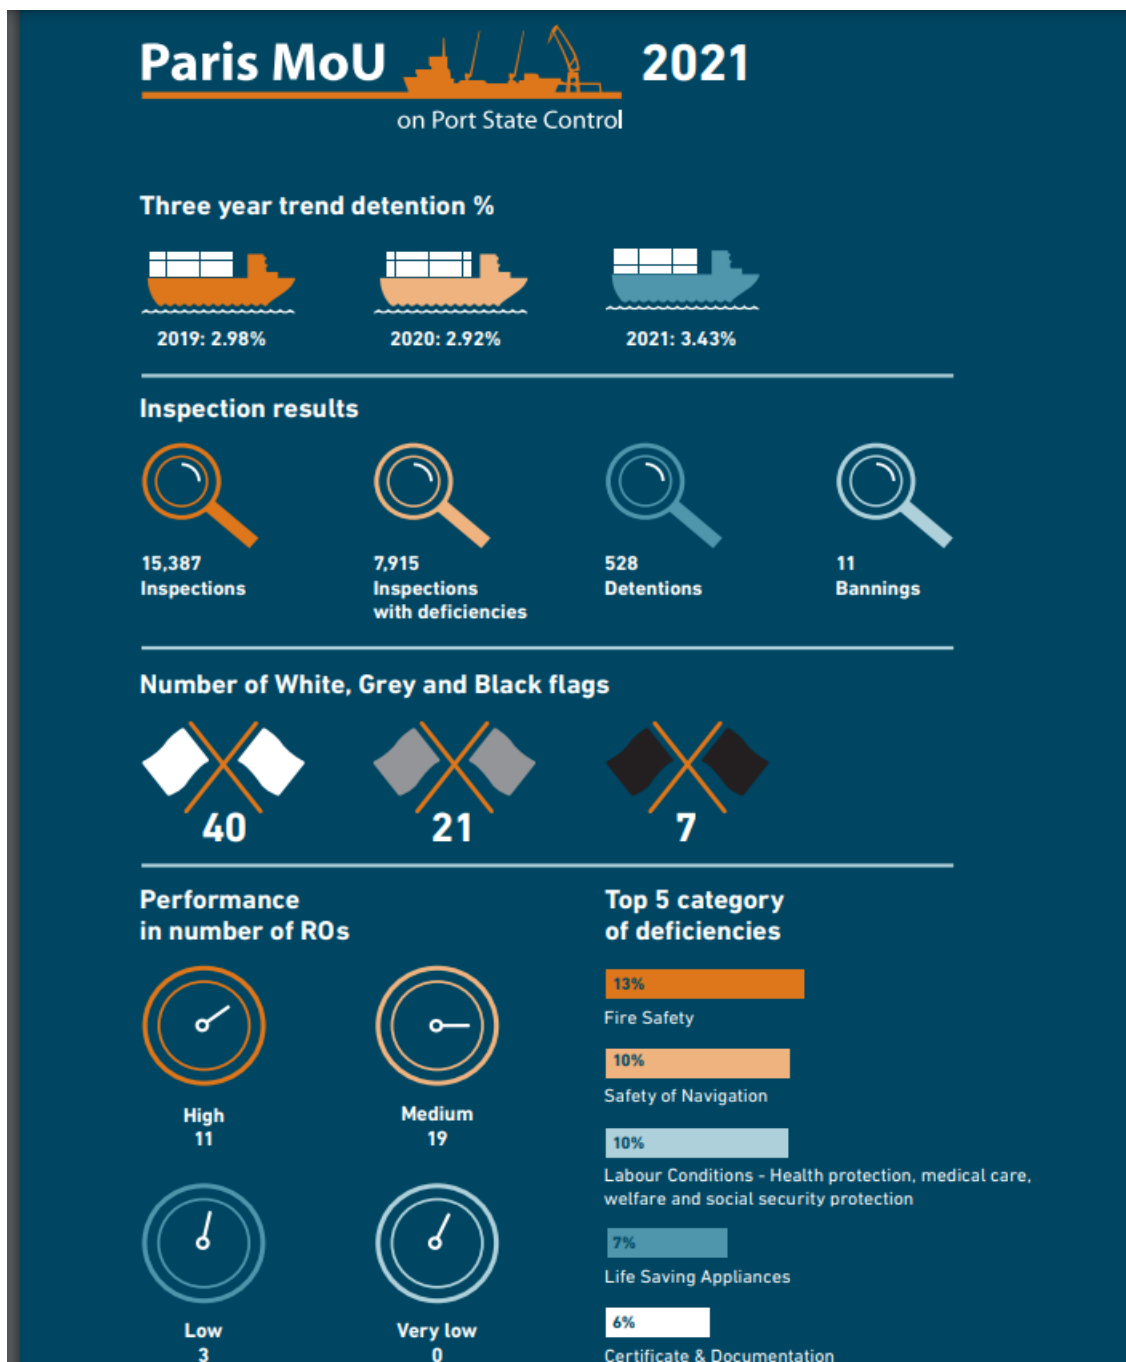 Paris MoU 2021
on Port State Control
Three year trend detention %
2019: 2.98%
2020: 2.92%
2021: 3.43%
Inspection results
15,387
Inspections
7,915
Inspections
with deficiencies
528
Detentions
11
Bannings
Number of White, Grey and Black flags
40
21
7
Performance
in number of ROs
High
11
Medium
19
Low
3
Very low
0
Top 5 category
of deficiencies
13%
Fire Safety
10%
Safety of Navigation
10%
Labour Conditions - Health protection, medical care,
welfare and social security protection
7%
Life Saving Appliances
6%
Certificate & Documentation